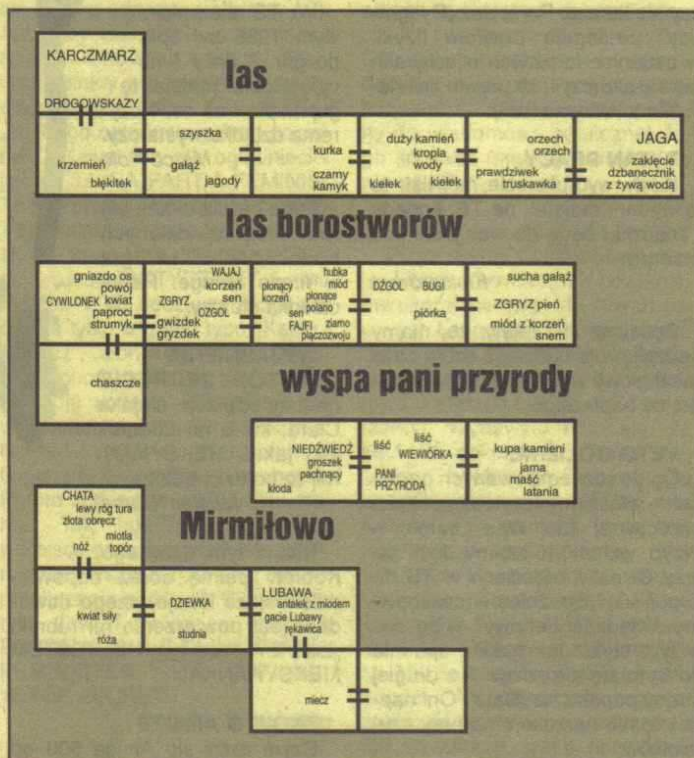 KARCZMARZ
DROGOWSKAZY
las
krzemień
błękitek
szyszka
gałąź
jagody
kurka
czarny
kamyk
duży kamień
kropla
wody
kiełek
kiełek
orzech
orzech
prawdziwek
truskawka
JAGA
zaklęcie
dzbanecznik
z żywą wodą
las borostworów
gniazdo os
powój
CYWILONEK kwiat
paproci
strumyk
chaszcze
WAJAJ
korzeń
ZGRYZ sen
OZGOL
gwizdek
gryzdek
hubka
miód
płonący
korzeń
płonące
polano
sen
FAJFI
ziarno
plączozwoju
DŻGOL BUGI
piórka
sucha gałąź
ZGRYZ pień
miód z korzeń
snem
wyspa pani przyrody
NIEDŹWIEDŹ
groszek
pachnący
kłoda
liść
liść
WIEWIÓRKA
PANI
PRZYRODA
kupa kamieni
jama
maść
latania
Mirmiłowo
CHATA
lewy róg tura
złota obręcz
miotła
nóż topór
kwiat siły
róża
DZIEWKA
studnia
LUBAWA
antałek z miodem
gacie Lubawy
rękawica
miecz